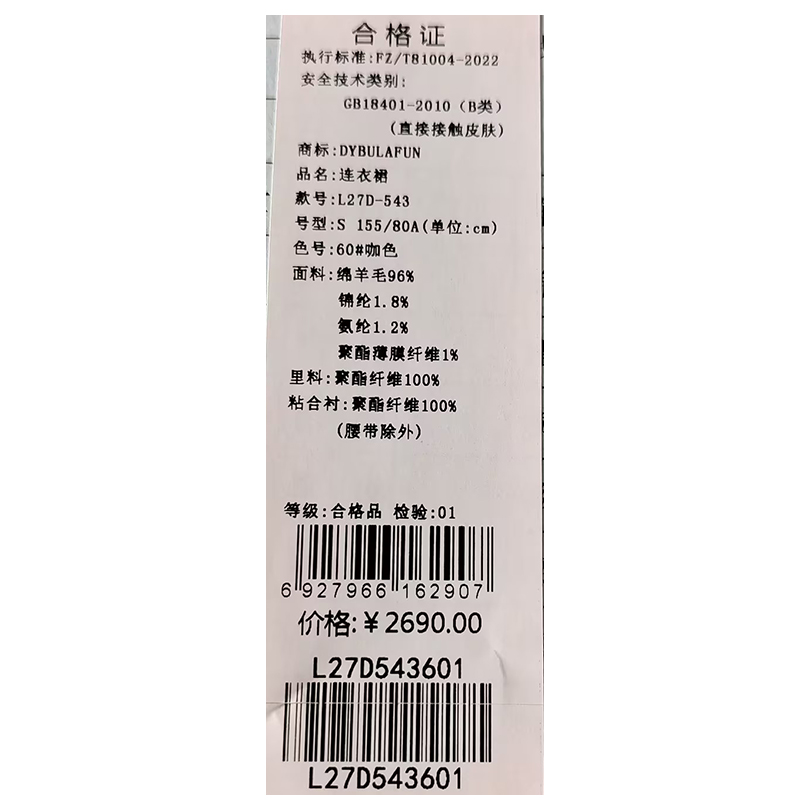 合格证
执行标准:FZ/T81004-2022
安全技术类别:
GB18401-2010（B类）
(直接接触皮肤)
商标:DYBULAFUN
品名:连衣裙
款号:L27D-543
号型:S 155/80A(单位:cm)
色号:60#咖色
面料:绵羊毛96%
锦纶1.8%
氨纶1.2%
聚酯薄膜纤维1%
里料:聚酯纤维100%
粘合衬:聚酯纤维100%
(腰带除外)
等级:合格品 检验:01
6 927966 162907
价格:￥2690.00
L27D543601
L27D543601